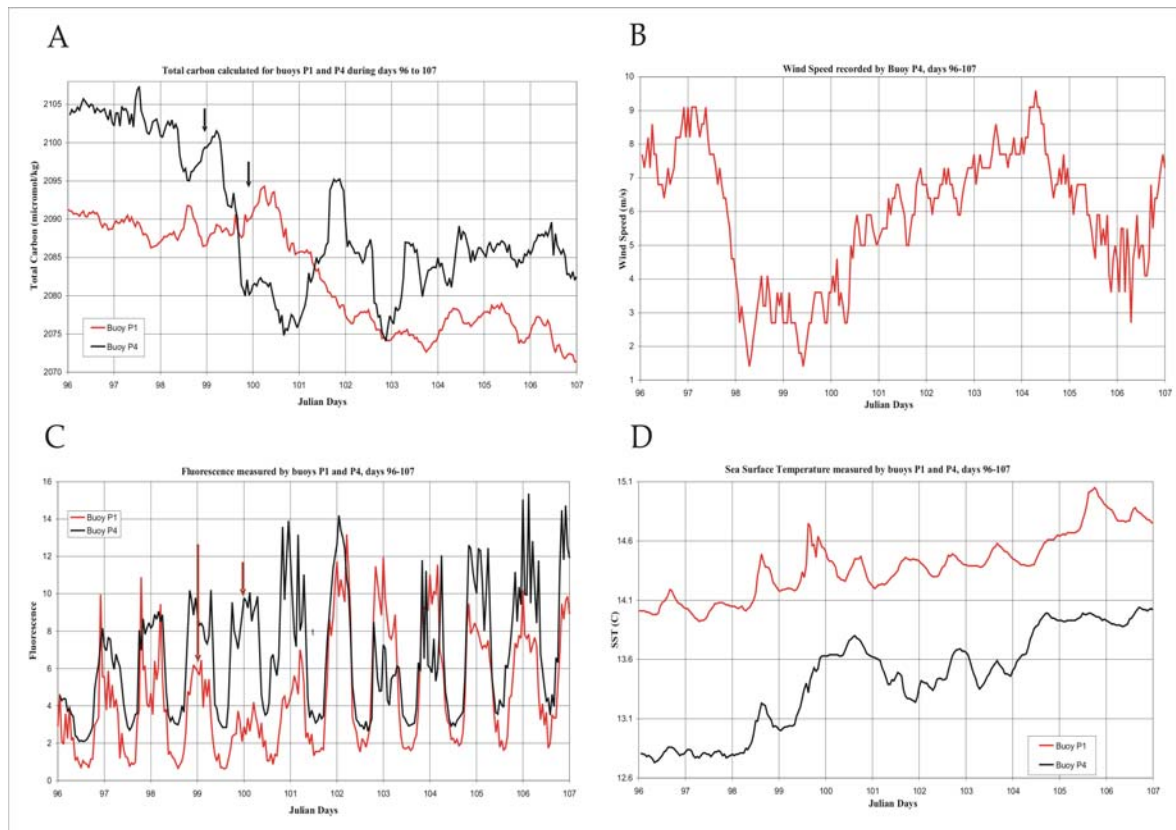 A
Total carbon calculated for buoys P1 and P4 during days 96 to 107
Total Carbon (micromol/kg)
2105
2100
2095
2090
2085
2080
2075
2070
Buoy P1
Buoy P4
96 97 98 99 100 101 102 103 104 105 106 107
Julian Days
B
Wind Speed recorded by Buoy P4, days 96-107
Wind Speed (m/s)
10
9
8
7
6
5
4
3
2
1
96 97 98 99 100 101 102 103 104 105 106 107
Julian Days
C
Fluorescence measured by buoys P1 and P4, days 96-107
Fluorescence
16
14
12
10
8
6
4
2
0
Buoy P1
Buoy P4
96 97 98 99 100 101 102 103 104 105 106 107
Julian Days
D
Sea Surface Temperature measured by buoys P1 and P4, days 96-107
SST (C)
15.1
14.6
14.1
13.6
13.1
12.6
Buoy P1
Buoy P4
96 97 98 99 100 101 102 103 104 105 106 107
Julian Days